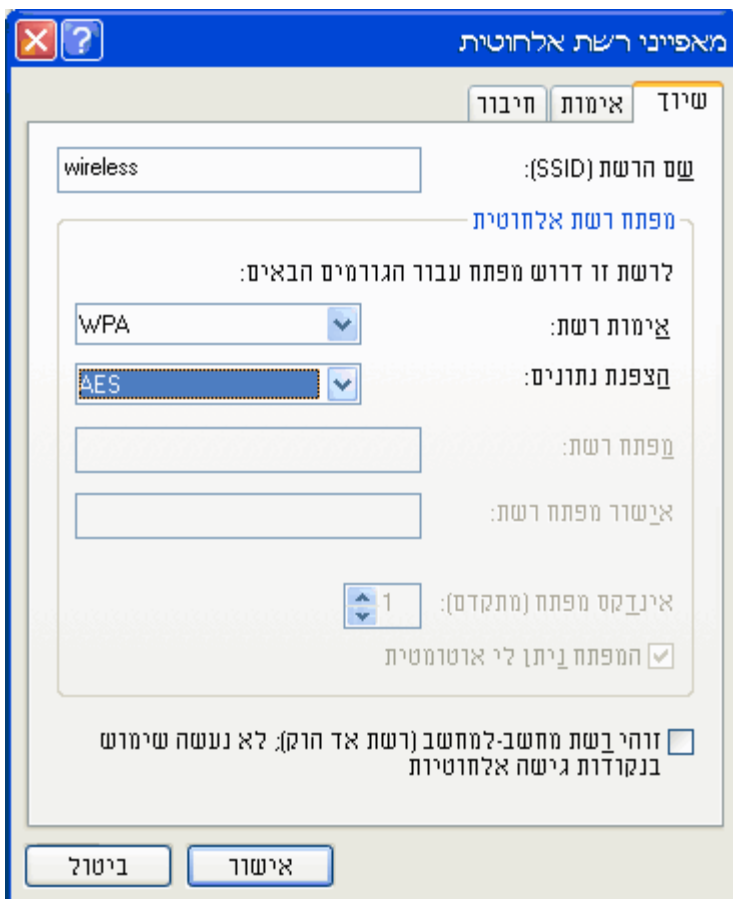 מאפייני רשת אלחוטית
שיוך
אימות
חיבור
שם הרשת (SSID):
wireless
מפתח רשת אלחוטית
לרשת זו דרוש מפתח עבור הגורמים הבאים:
אימות רשת:
WPA
הצפנת נתונים:
AES
מפתח רשת:
אישור מפתח רשת:
אינדקס מפתח (מתקדם):
1
המפתח ניתן לי אוטומטית
זוהי רשת מחשב-למחשב (רשת אד הוק); לא נעשה שימוש
בנקודות גישה אלחוטיות
אישור
ביטול